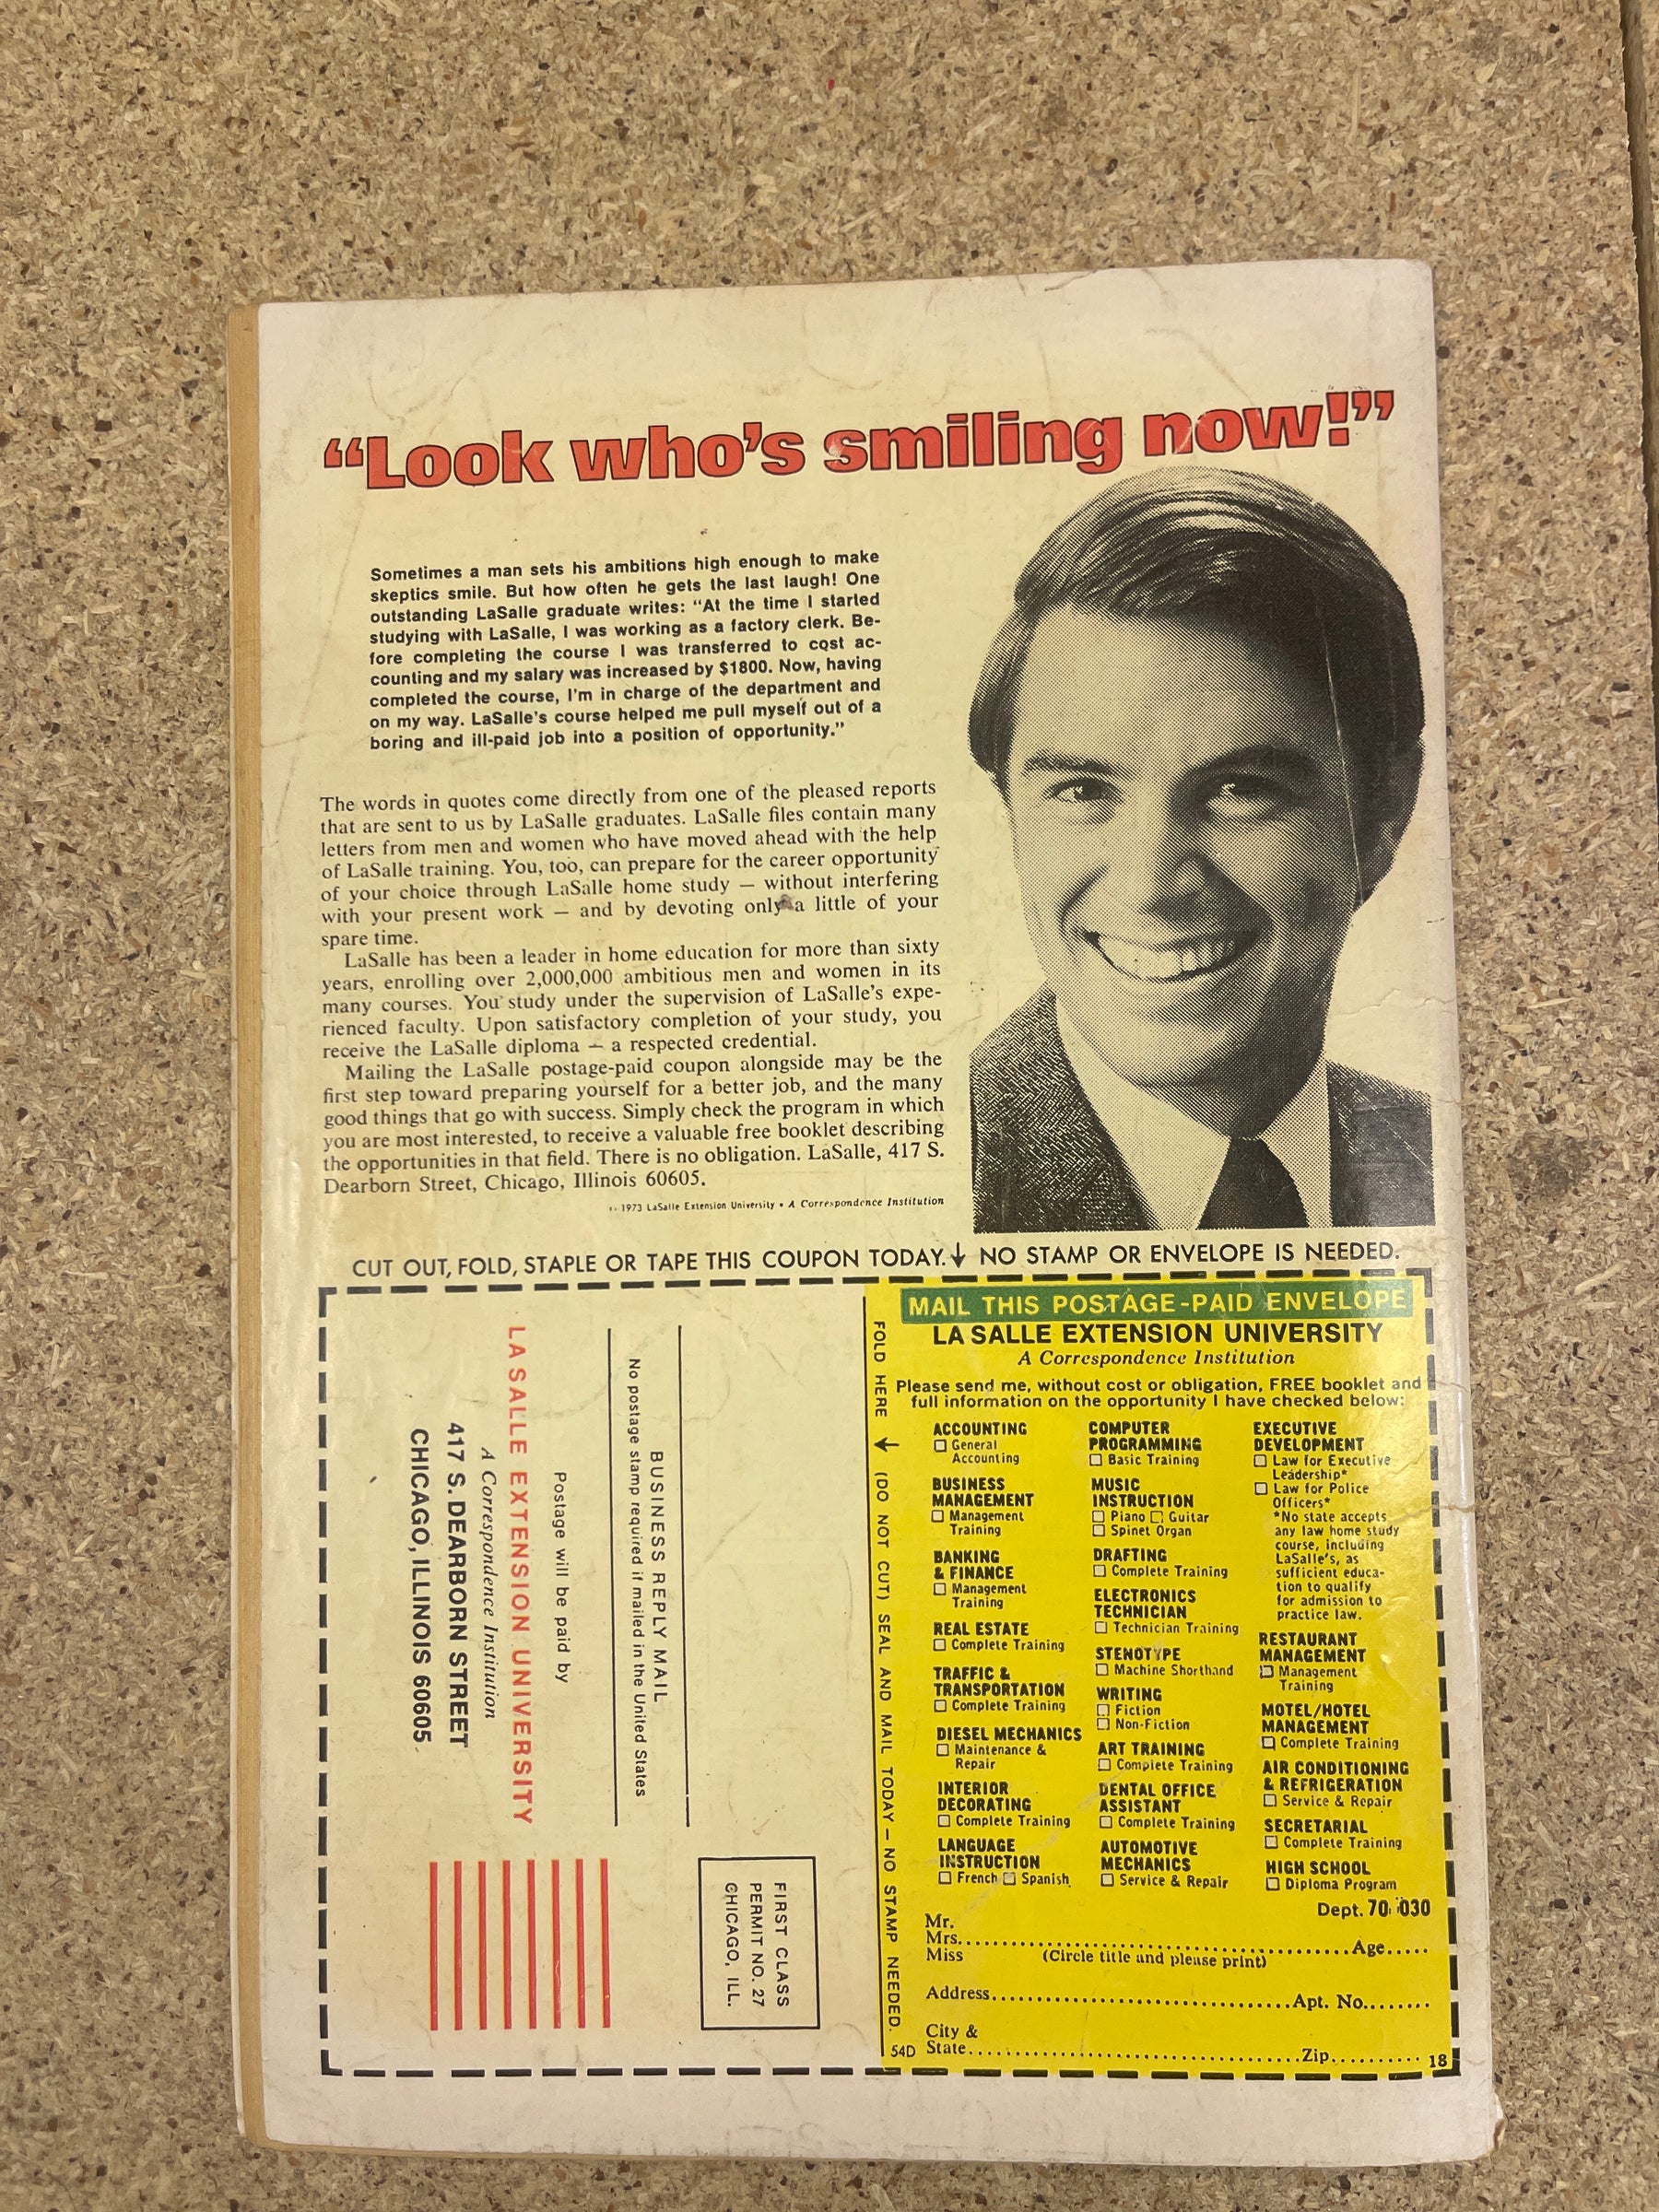 “Look who’s smiling now!”
Sometimes a man sets his ambitions high enough to make
skeptics smile. But how often he gets the last laugh! One
outstanding LaSalle graduate writes: “At the time I started
studying with LaSalle, I was working as a factory clerk. Be-
fore completing the course I was transferred to cost ac-
counting and my salary was increased by $1800. Now, having
completed the course, I’m in charge of the department and
on my way. LaSalle’s course helped me pull myself out of a
boring and ill-paid job into a position of opportunity.”
The words in quotes come directly from one of the pleased reports
that are sent to us by LaSalle graduates. LaSalle files contain many
letters from men and women who have moved ahead with the help
of LaSalle training. You, too, can prepare for the career opportunity
of your choice through LaSalle home study — without interfering
with your present work — and by devoting only a little of your
spare time.
LaSalle has been a leader in home education for more than sixty
years, enrolling over 2,000,000 ambitious men and women in its
many courses. You study under the supervision of LaSalle’s expe-
rienced faculty. Upon satisfactory completion of your study, you
receive the LaSalle diploma — a respected credential.
Mailing the LaSalle postage-paid coupon alongside may be the
first step toward preparing yourself for a better job, and the many
good things that go with success. Simply check the program in which
you are most interested, to receive a valuable free booklet describing
the opportunities in that field. There is no obligation. LaSalle, 417 S.
Dearborn Street, Chicago, Illinois 60605.
1973 LaSalle Extension University • A Correspondence Institution
CUT OUT, FOLD, STAPLE OR TAPE THIS COUPON TODAY. ↓ NO STAMP OR ENVELOPE IS NEEDED.
FIRST CLASS
PERMIT NO. 27
CHICAGO, ILL.
BUSINESS REPLY MAIL
No postage stamp required if mailed in the United States
Postage will be paid by
LA SALLE EXTENSION UNIVERSITY
A Correspondence Institution
417 S. DEARBORN STREET
CHICAGO, ILLINOIS 60605
FOLD HERE ↓ (DO NOT CUT) SEAL AND MAIL TODAY — NO STAMP NEEDED.
54D
MAIL THIS POSTAGE-PAID ENVELOPE
LA SALLE EXTENSION UNIVERSITY
A Correspondence Institution
Please send me, without cost or obligation, FREE booklet and
full information on the opportunity I have checked below:
ACCOUNTING
☐ General
Accounting
BUSINESS
MANAGEMENT
☐ Management
Training
BANKING
& FINANCE
☐ Management
Training
REAL ESTATE
☐ Complete Training
TRAFFIC &
TRANSPORTATION
☐ Complete Training
DIESEL MECHANICS
☐ Maintenance &
Repair
INTERIOR
DECORATING
☐ Complete Training
LANGUAGE
INSTRUCTION
☐ French ☐ Spanish
COMPUTER
PROGRAMMING
☐ Basic Training
MUSIC
INSTRUCTION
☐ Piano ☐ Guitar
☐ Spinet Organ
DRAFTING
☐ Complete Training
ELECTRONICS
TECHNICIAN
☐ Technician Training
STENOTYPE
☐ Machine Shorthand
WRITING
☐ Fiction
☐ Non-Fiction
ART TRAINING
☐ Complete Training
DENTAL OFFICE
ASSISTANT
☐ Complete Training
AUTOMOTIVE
MECHANICS
☐ Service & Repair
EXECUTIVE
DEVELOPMENT
☐ Law for Executive
Leadership*
☐ Law for Police
Officers*
*No state accepts
any law home study
course, including
LaSalle’s, as
sufficient educa-
tion to qualify
for admission to
practice law.
RESTAURANT
MANAGEMENT
☐ Management
Training
MOTEL/HOTEL
MANAGEMENT
☐ Complete Training
AIR CONDITIONING
& REFRIGERATION
☐ Service & Repair
SECRETARIAL
☐ Complete Training
HIGH SCHOOL
☐ Diploma Program
Dept. 70 030
Mr.
Mrs. Age
Miss (Circle title and please print)
Address Apt. No.
City &
State Zip
18